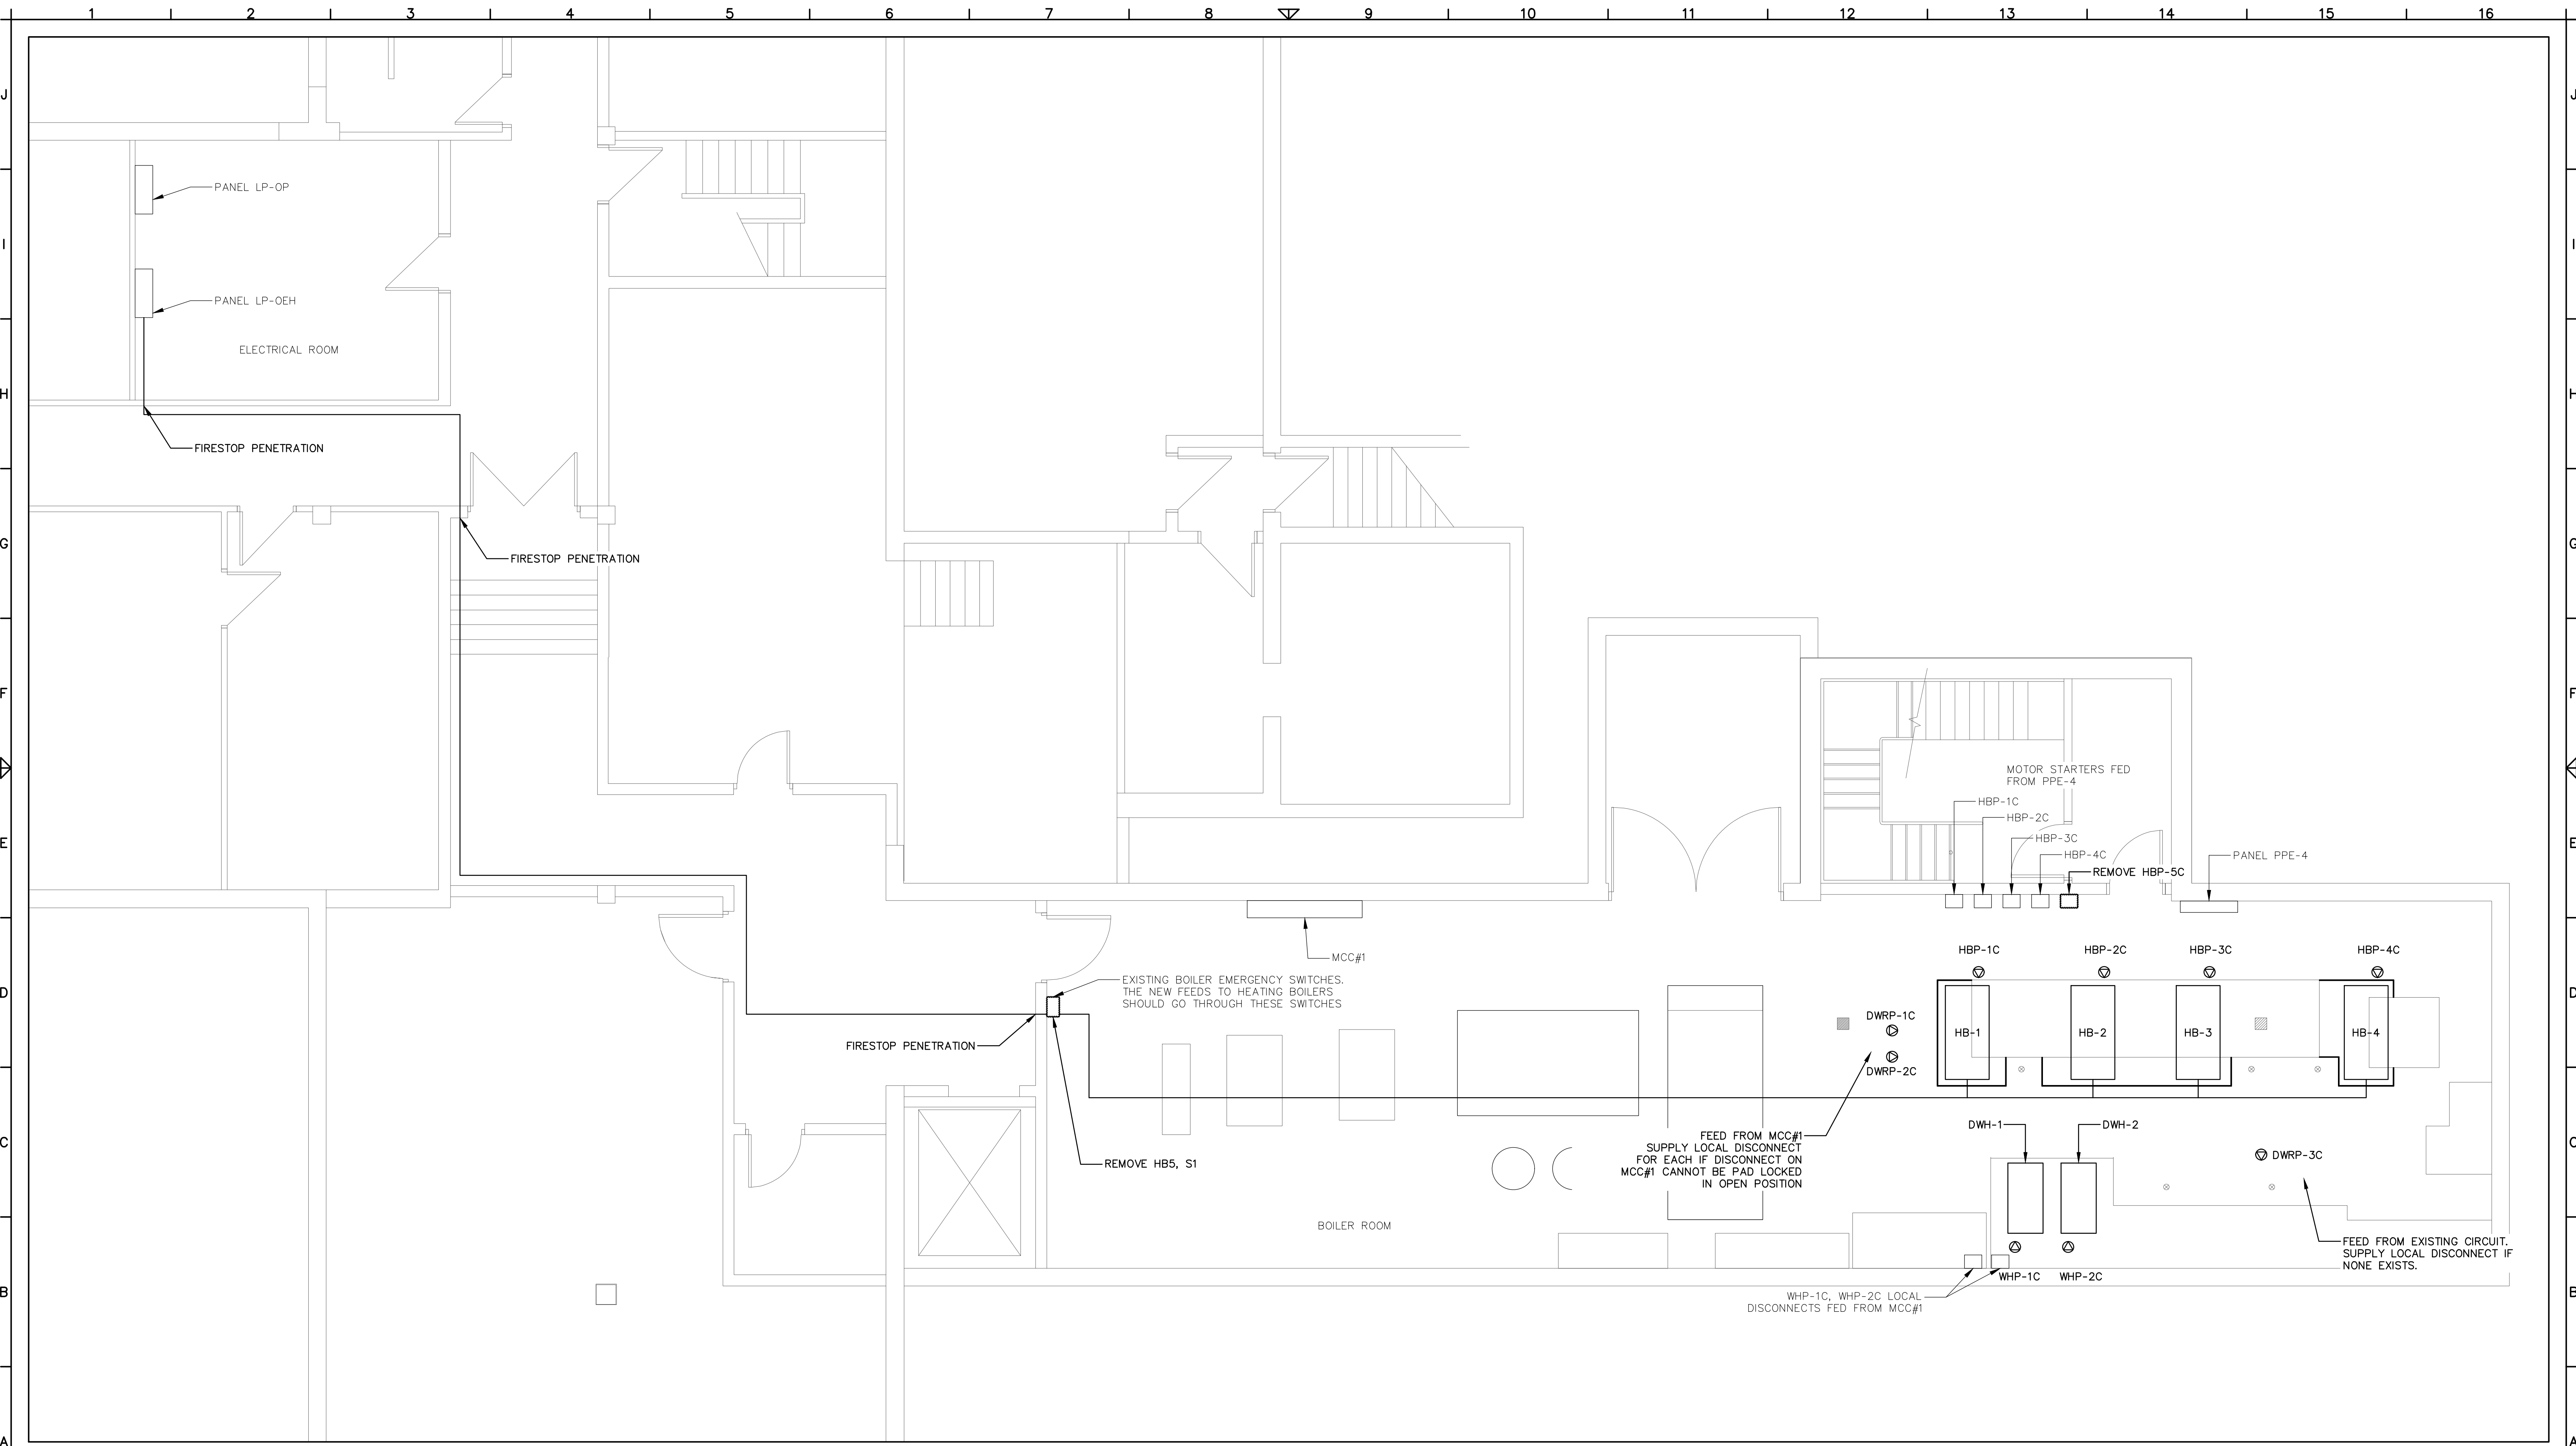 1 2 3 4 5 6 7 8 9 10 11 12 13 14 15 16
J J
PANEL LP-OP
I I
PANEL LP-OEH
ELECTRICAL ROOM
H H
FIRESTOP PENETRATION
G G
FIRESTOP PENETRATION
F F
MOTOR STARTERS FED
FROM PPE-4
HBP-1C
HBP-2C
HBP-3C
HBP-4C
REMOVE HBP-5C
PANEL PPE-4
E E
MCC#1
EXISTING BOILER EMERGENCY SWITCHES.
THE NEW FEEDS TO HEATING BOILERS
SHOULD GO THROUGH THESE SWITCHES
HBP-1C
HBP-2C
HBP-3C
HBP-4C
D D
DWRP-1C
HB-1
HB-2
HB-3
HB-4
FIRESTOP PENETRATION
DWRP-2C
DWH-1
DWH-2
C C
FEED FROM MCC#1
SUPPLY LOCAL DISCONNECT
FOR EACH IF DISCONNECT ON
MCC#1 CANNOT BE PAD LOCKED
IN OPEN POSITION
DWRP-3C
REMOVE HB5, S1
BOILER ROOM
FEED FROM EXISTING CIRCUIT.
SUPPLY LOCAL DISCONNECT IF
NONE EXISTS.
WHP-1C
WHP-2C
B B
WHP-1C, WHP-2C LOCAL
DISCONNECTS FED FROM MCC#1
A A